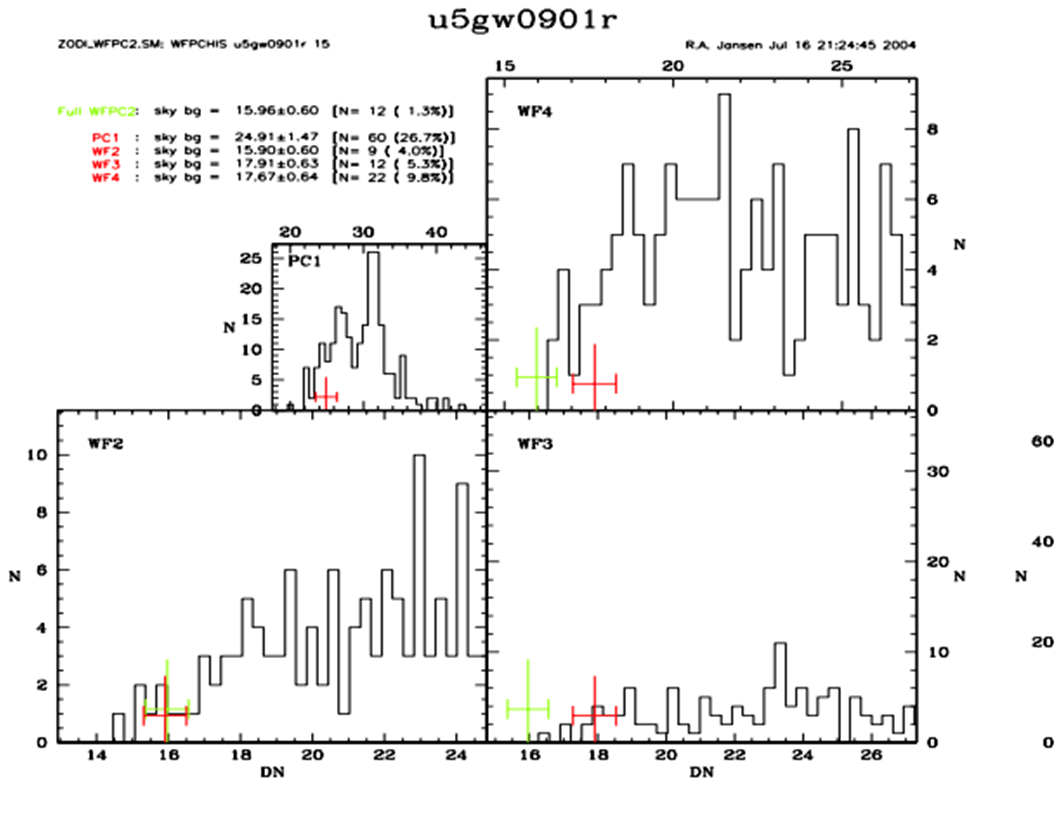 u5gw0901r
ZODI_WFPC2.SM: WFPCHIS u5gw0901r 15
R.A. Jansen Jul 16 21:24:45 2004
15 20 25
Full WFPC2: sky bg = 15.96±0.60 [N= 12 ( 1.3%)]
PC1 : sky bg = 24.91±1.47 [N= 60 (26.7%)]
WF2 : sky bg = 15.90±0.60 [N= 9 ( 4.0%)]
WF3 : sky bg = 17.91±0.63 [N= 12 ( 5.3%)]
WF4 : sky bg = 17.67±0.64 [N= 22 ( 9.8%)]
WF4
8
6
N
4
2
0
20 30 40
PC1
25
20
N 15
10
5
0
WF2
10
8
N 6
4
2
0
14 16 18 20 22 24
DN
WF3
30
20 N
10
0
16 18 20 22 24 26
DN
60
40
N
20
0